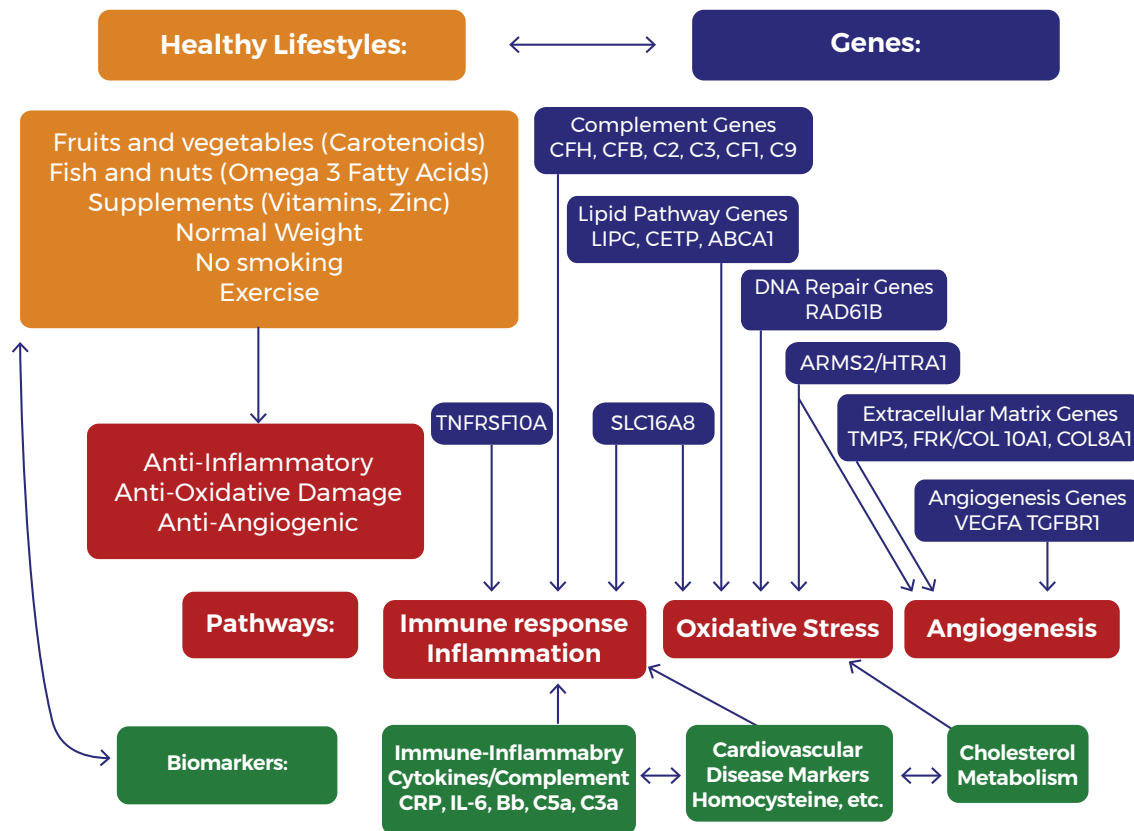 Healthy Lifestyles:
Genes:
Fruits and vegetables (Carotenoids)
Fish and nuts (Omega 3 Fatty Acids)
Supplements (Vitamins, Zinc)
Normal Weight
No smoking
Exercise
Complement Genes
CFH, CFB, C2, C3, CF1, C9
Lipid Pathway Genes
LIPC, CETP, ABCA1
DNA Repair Genes
RAD61B
ARMS2/HTRA1
TNFRSF10A
SLC16A8
Extracellular Matrix Genes
TMP3, FRK/COL 10A1, COL8A1
Anti-Inflammatory
Anti-Oxidative Damage
Anti-Angiogenic
Angiogenesis Genes
VEGFA TGFBR1
Pathways:
Immune response
Inflammation
Oxidative Stress
Angiogenesis
Biomarkers:
Immune-Inflammabry
Cytokines/Complement
CRP, IL-6, Bb, C5a, C3a
Cardiovascular
Disease Markers
Homocysteine, etc.
Cholesterol
Metabolism